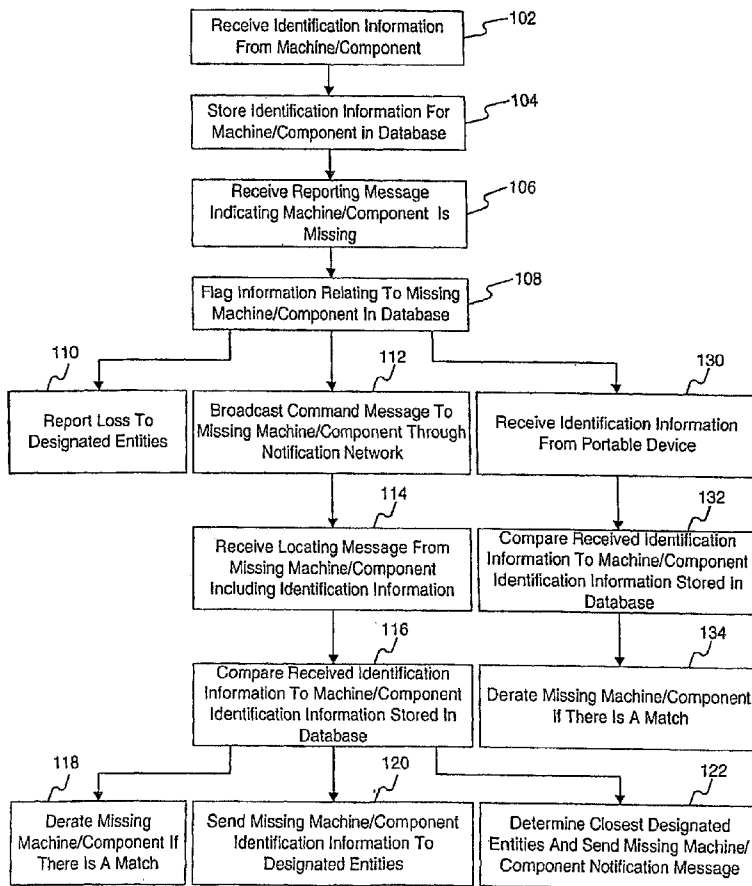 102
Receive Identification Information
From Machine/Component
104
Store Identification Information For
Machine/Component in Database
106
Receive Reporting Message
Indicating Machine/Component Is
Missing
108
Flag Information Relating To Missing
Machine/Component In Database
110
Report Loss To
Designated Entities
112
Broadcast Command Message To
Missing Machine/Component Through
Notification Network
130
Receive Identification Information
From Portable Device
114
Receive Locating Message From
Missing Machine/Component
Including Identification Information
132
Compare Received Identification
Information To Machine/Component
Identification Information Stored In
Database
116
Compare Received Identification
Information To Machine/Component
Identification Information Stored In
Database
134
Derate Missing Machine/Component
If There Is A Match
118
Derate Missing
Machine/Component If
There Is A Match
120
Send Missing Machine/Component
Identification Information To
Designated Entities
122
Determine Closest Designated
Entities And Send Missing Machine/
Component Notification Message